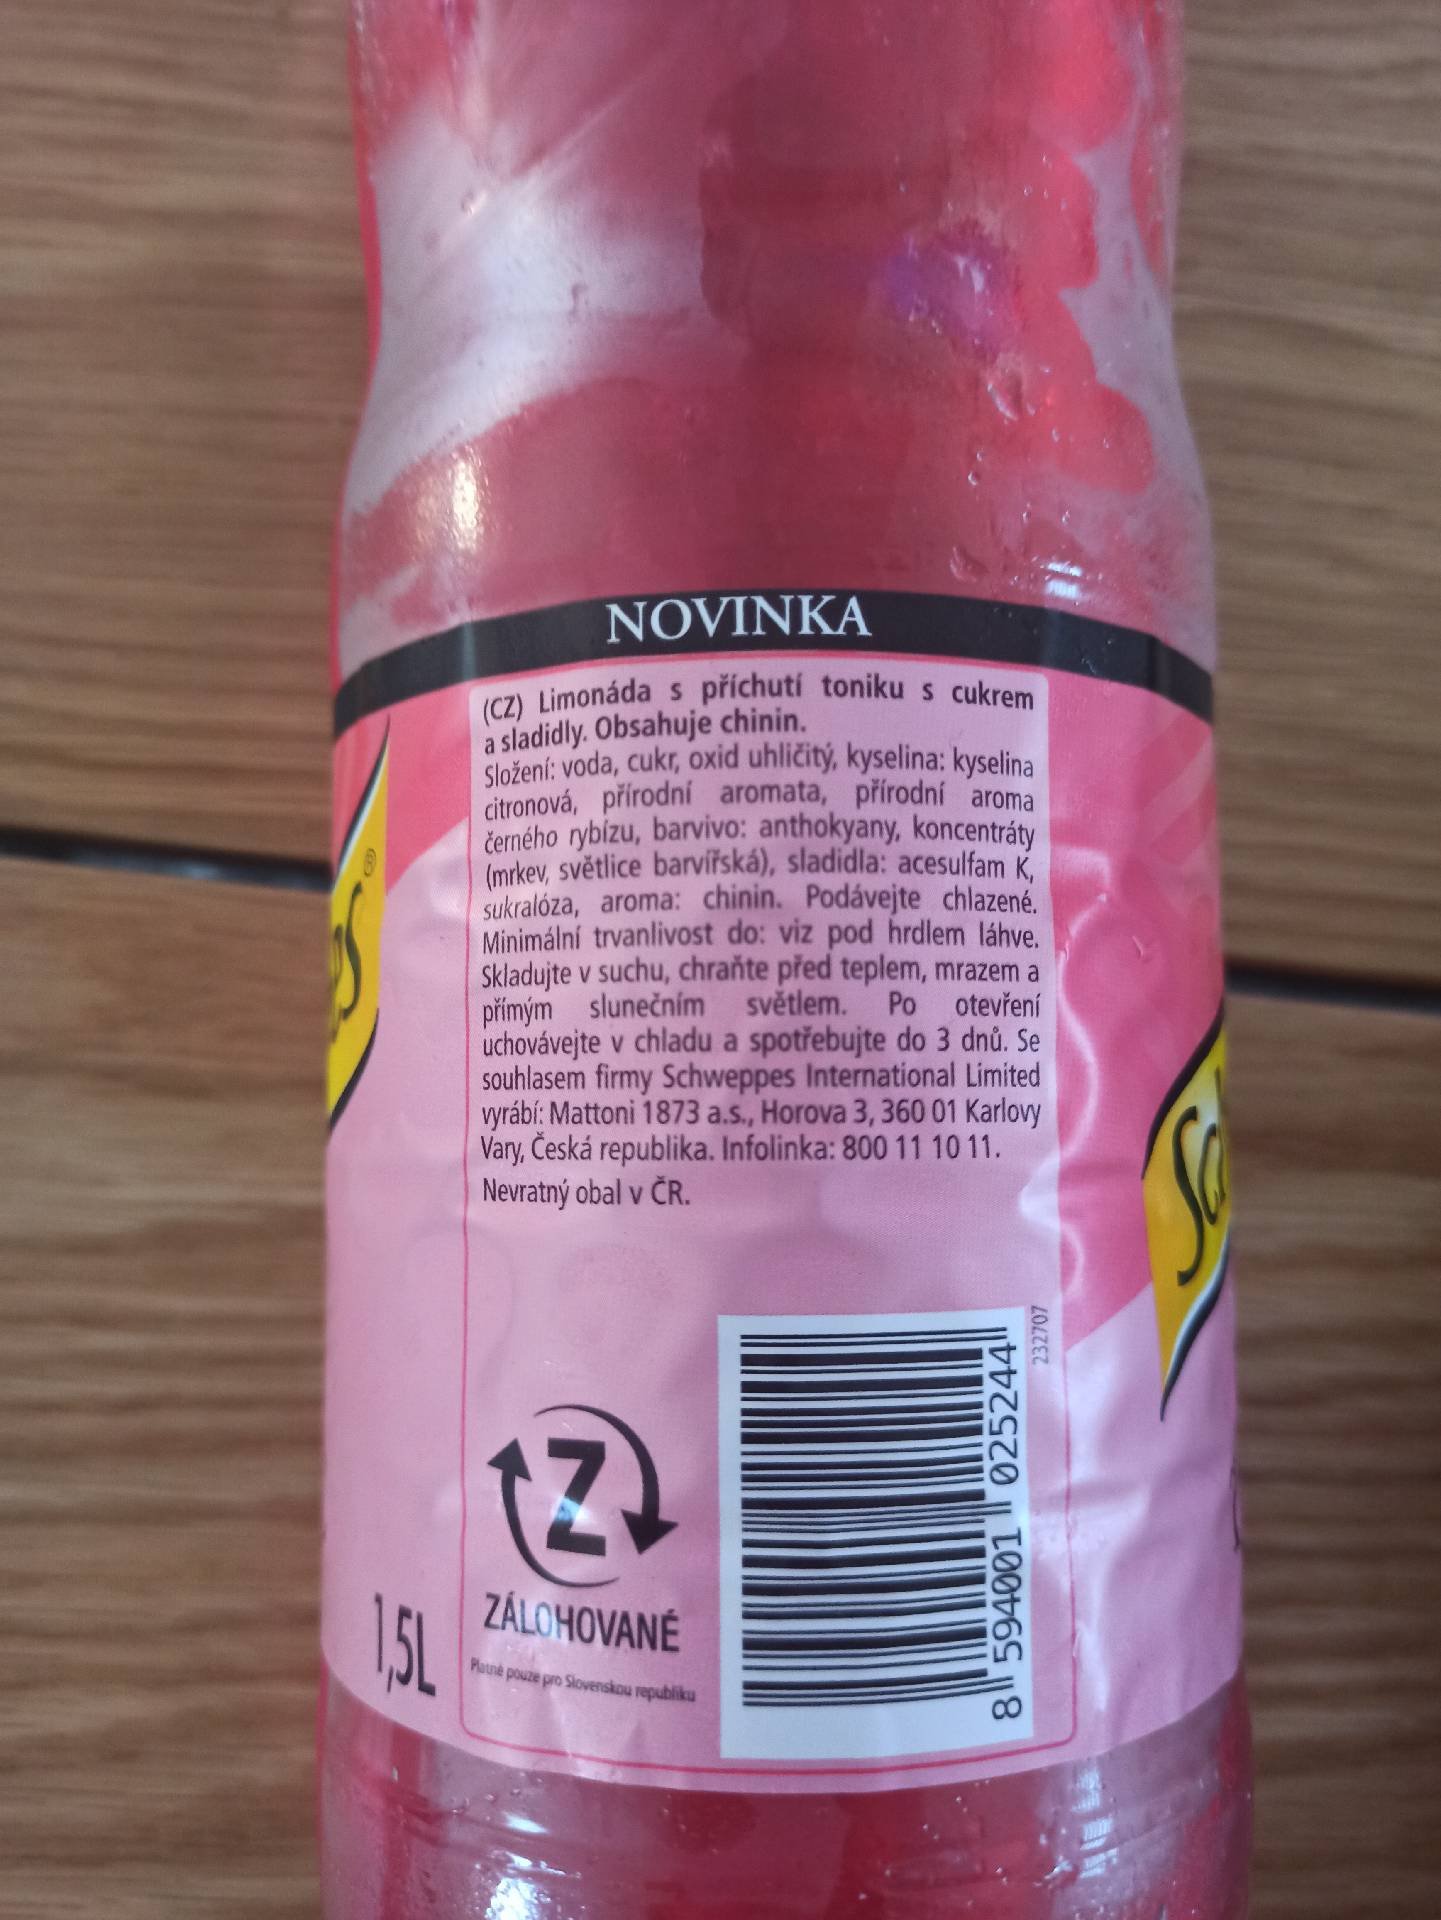 NOVINKA
(CZ) Limonáda s příchutí toniku s cukrem
a sladidly. Obsahuje chinin.
Složení: voda, cukr, oxid uhličitý, kyselina: kyselina
citronová, přírodní aromata, přírodní aroma
černého rybízu, barvivo: anthokyany, koncentráty
(mrkev, světlice barvířská), sladidla: acesulfam K,
sukralóza, aroma: chinin. Podávejte chlazené.
Minimální trvanlivost do: viz pod hrdlem láhve.
Skladujte v suchu, chraňte před teplem, mrazem a
přímým slunečním světlem. Po otevření
uchovávejte v chladu a spotřebujte do 3 dnů. Se
souhlasem firmy Schweppes International Limited
vyrábí: Mattoni 1873 a.s., Horova 3, 360 01 Karlovy
Vary, Česká republika. Infolinka: 800 11 10 11.
Nevratný obal v ČR.
232707
Z
ZÁLOHOVANÉ
Platné pouze pro Slovenskou republiku
1,5L
8 594001 025244